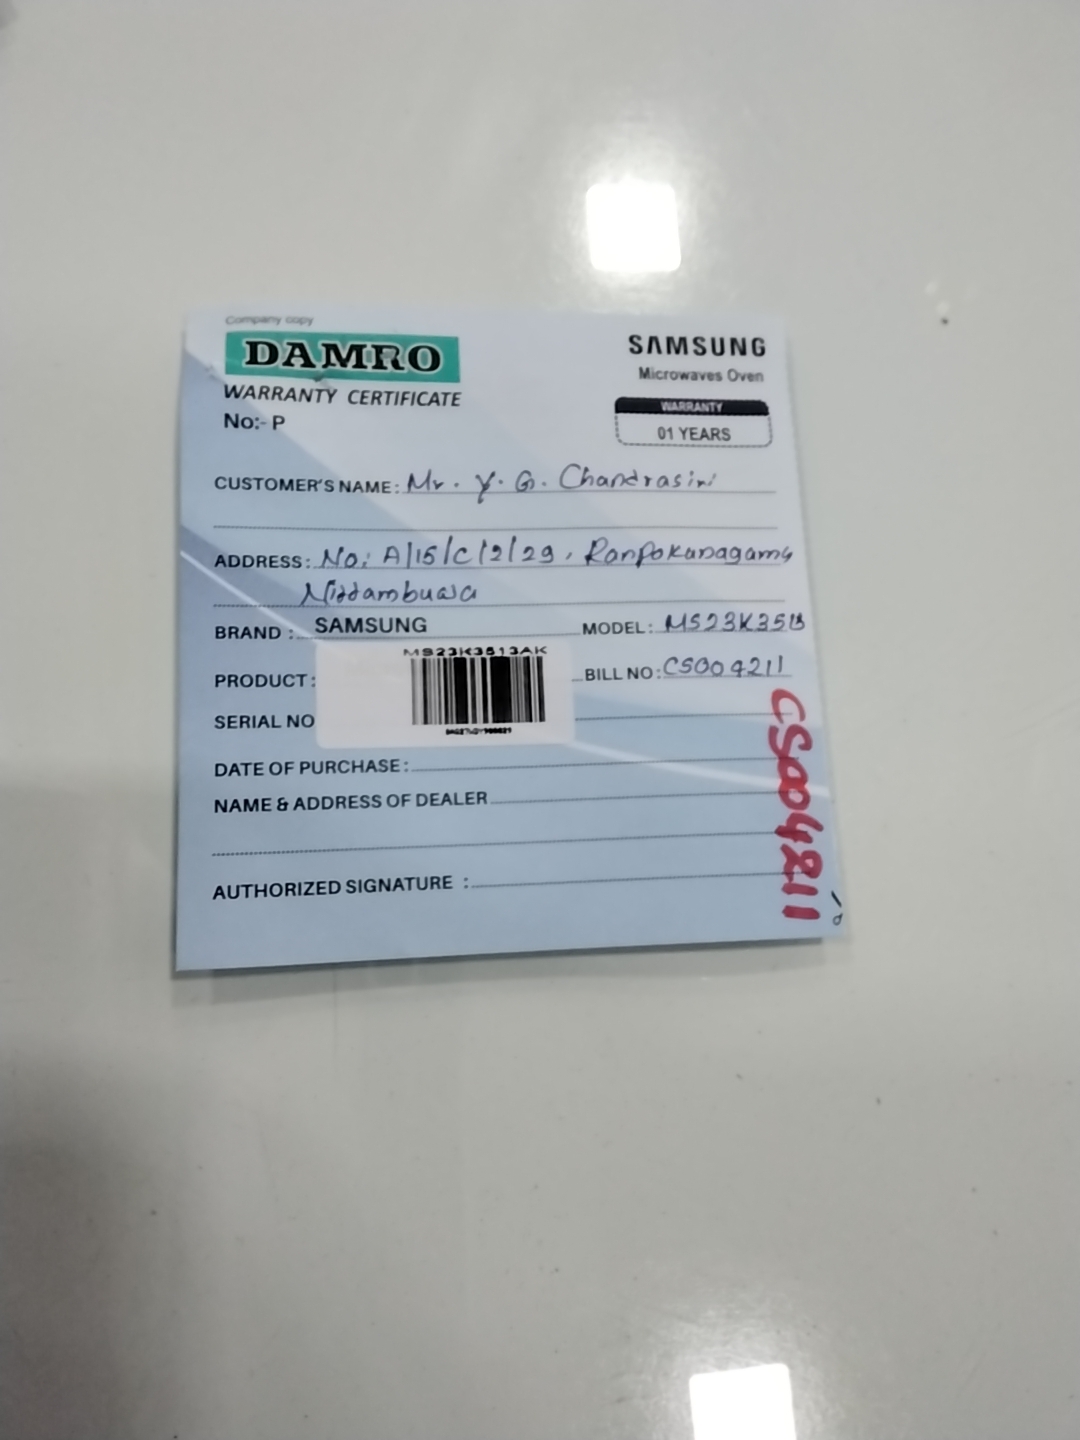 Company copy
DAMRO
WARRANTY CERTIFICATE
No:- P
SAMSUNG
Microwaves Oven
WARRANTY
01 YEARS
CUSTOMER'S NAME: Mr. Y. G. Chandrasiri
ADDRESS: No: A/15/C/2/29, Ranpokunagama
Nittambuwa
BRAND : SAMSUNG MODEL: MS23K3513
MS23K3513AK
PRODUCT: BILL NO: CS004211
SERIAL NO
DATE OF PURCHASE:
NAME & ADDRESS OF DEALER
AUTHORIZED SIGNATURE :
CS004211